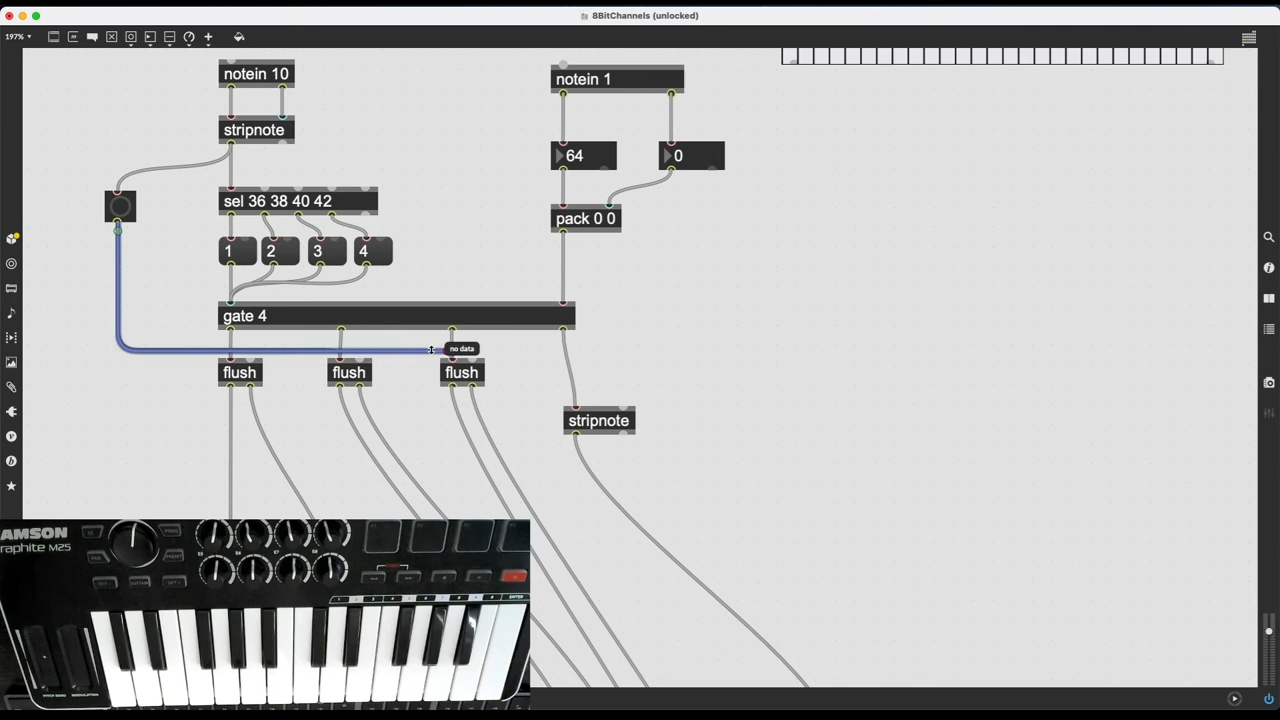 8BitChannels (unlocked)
197%
notein 10
notein 1
stripnote
64
0
sel 36 38 40 42
pack 0 0
1
2
3
4
gate 4
no data
flush
flush
flush
stripnote
AMSON
raphite M25